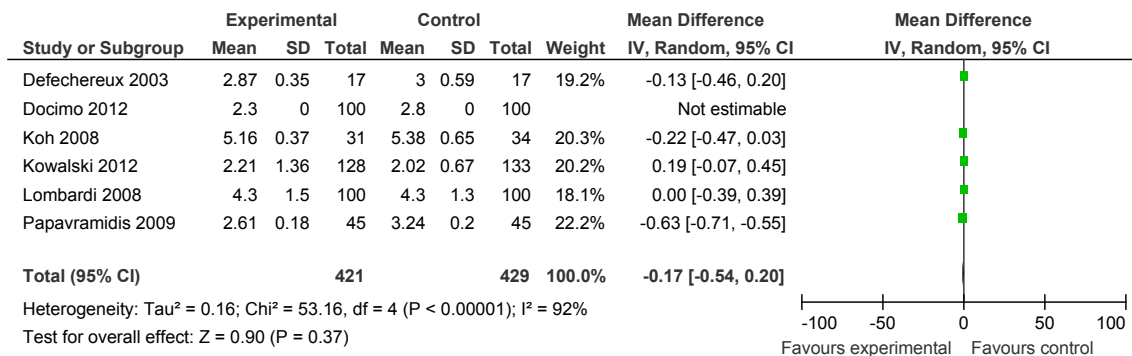 Experimental Control Mean Difference Mean Difference
Study or Subgroup Mean SD Total Mean SD Total Weight IV, Random, 95% CI IV, Random, 95% CI
Defechereux 2003 2.87 0.35 17 3 0.59 17 19.2% -0.13 [-0.46, 0.20]
Docimo 2012 2.3 0 100 2.8 0 100 Not estimable
Koh 2008 5.16 0.37 31 5.38 0.65 34 20.3% -0.22 [-0.47, 0.03]
Kowalski 2012 2.21 1.36 128 2.02 0.67 133 20.2% 0.19 [-0.07, 0.45]
Lombardi 2008 4.3 1.5 100 4.3 1.3 100 18.1% 0.00 [-0.39, 0.39]
Papavramidis 2009 2.61 0.18 45 3.24 0.2 45 22.2% -0.63 [-0.71, -0.55]
Total (95% CI) 421 429 100.0% -0.17 [-0.54, 0.20]
Heterogeneity: Tau² = 0.16; Chi² = 53.16, df = 4 (P < 0.00001); I² = 92%
Test for overall effect: Z = 0.90 (P = 0.37)
-100 -50 0 50 100
Favours experimental Favours control